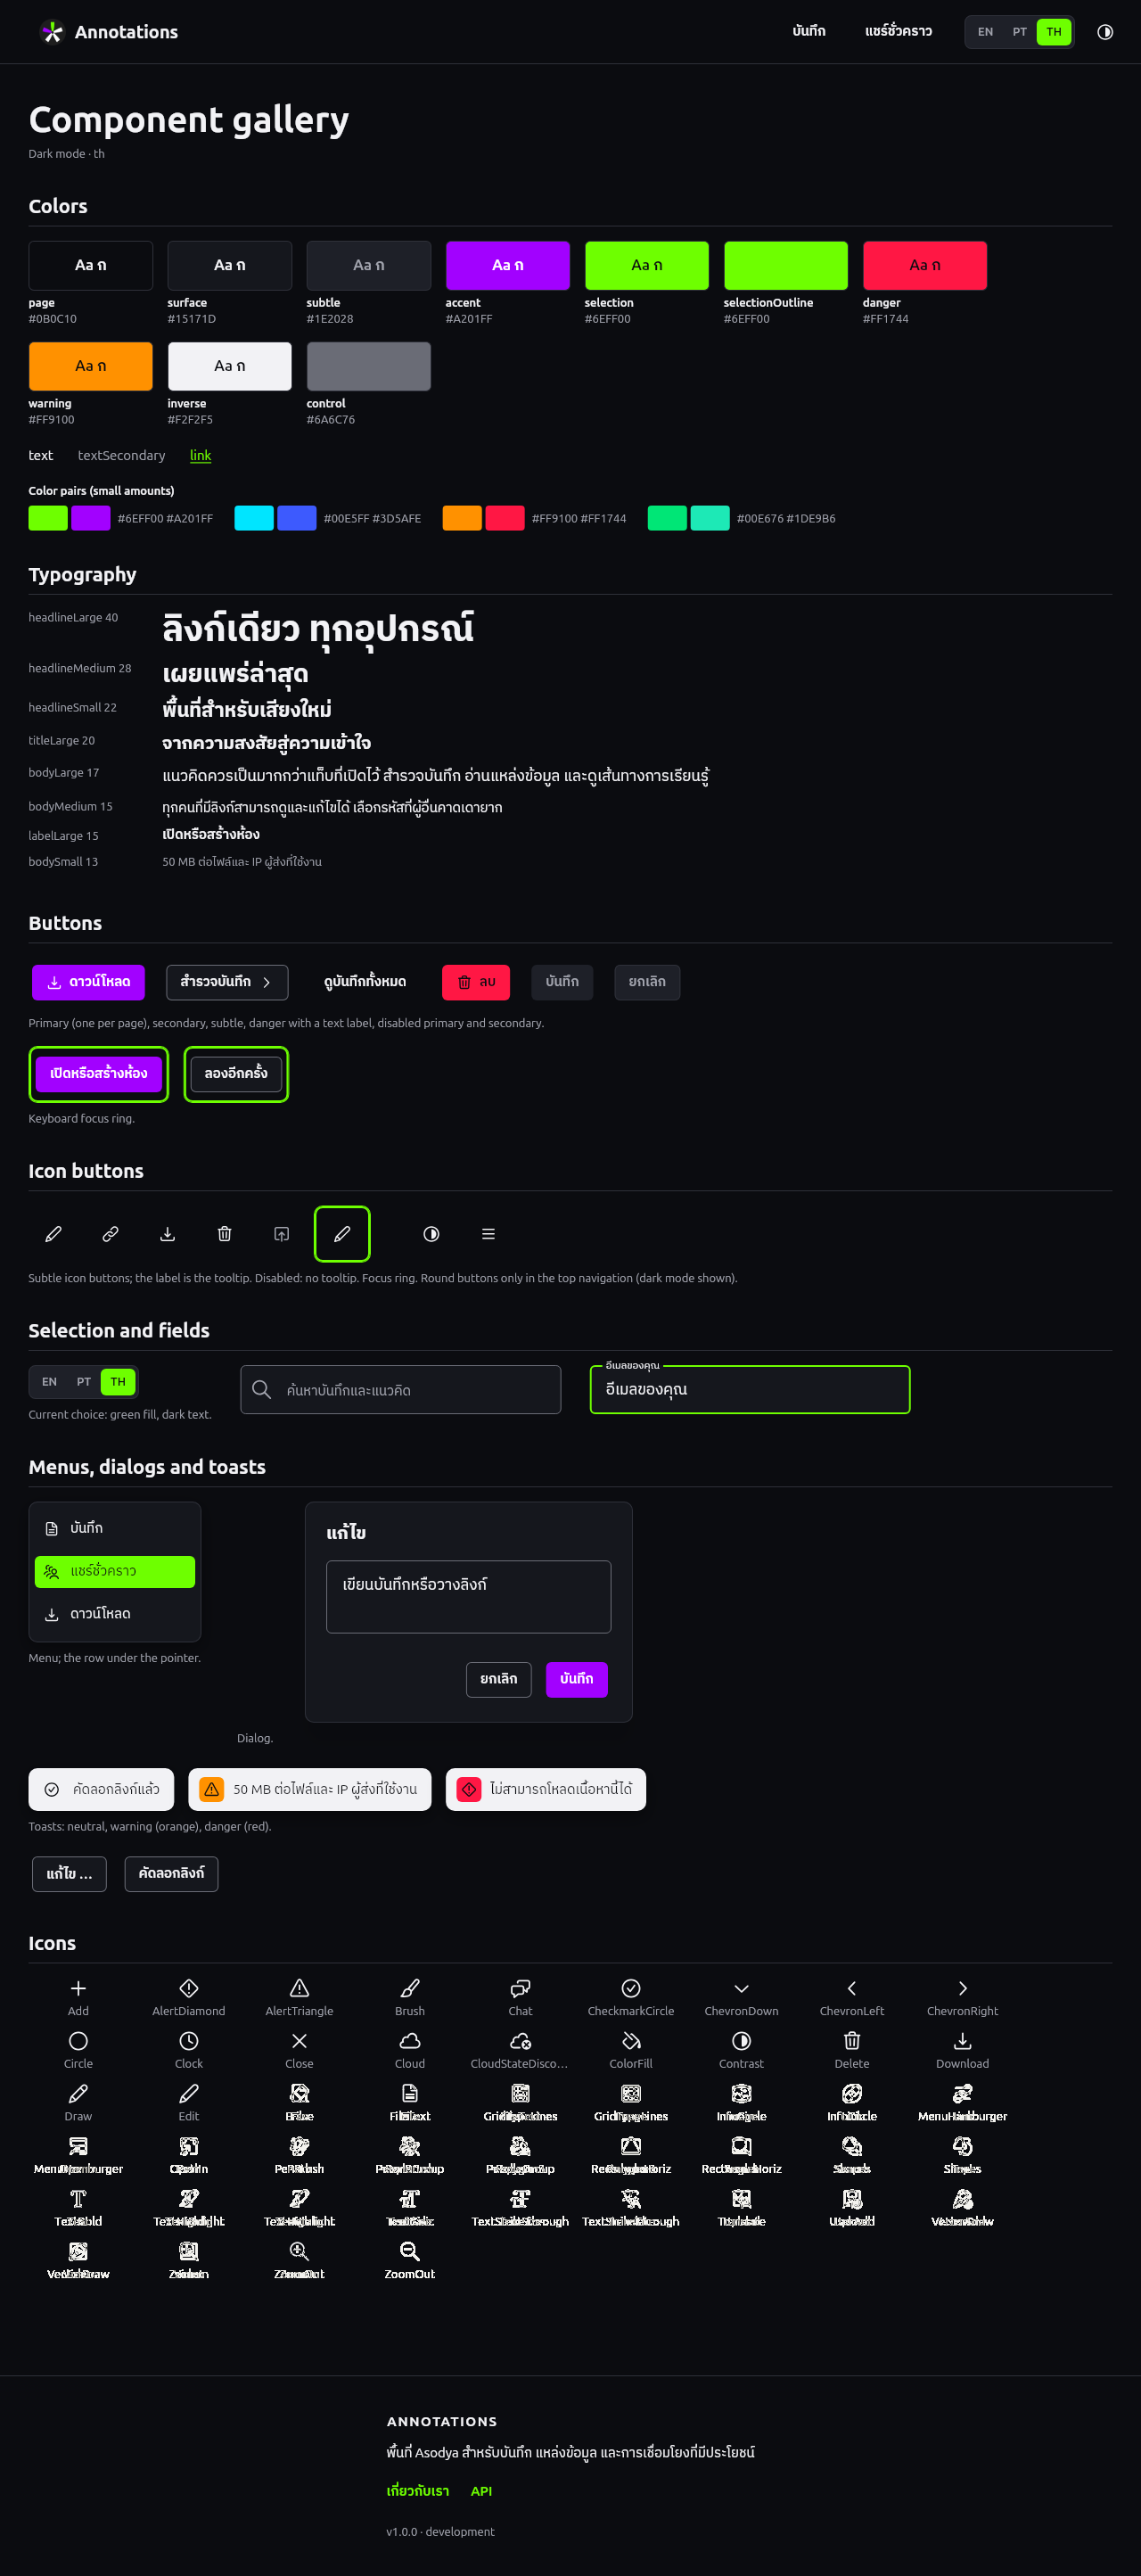 Annotations
บันทึก แชร์ชั่วคราว EN PT TH
Component gallery
Dark mode · th
Colors
Aa ก Aa ก Aa ก Aa ก Aa ก Aa ก
page surface subtle accent selection selectionOutline danger
#0B0C10 #15171D #1E2028 #A201FF #6EFF00 #6EFF00 #FF1744
Aa ก Aa ก
warning inverse control
#FF9100 #F2F2F5 #6A6C76
text textSecondary link
Color pairs (small amounts)
#6EFF00 #A201FF #00E5FF #3D5AFE #FF9100 #FF1744 #00E676 #1DE9B6
Typography
headlineLarge 40 ลิงก์เดียว ทุกอุปกรณ์
headlineMedium 28 เผยแพร่ล่าสุด
headlineSmall 22 พื้นที่สำหรับเสียงใหม่
titleLarge 20 จากความสงสัยสู่ความเข้าใจ
bodyLarge 17 แนวคิดควรเป็นมากกว่าแท็บที่เปิดไว้ สำรวจบันทึก อ่านแหล่งข้อมูล และดูเส้นทางการเรียนรู้
bodyMedium 15 ทุกคนที่มีลิงก์สามารถดูและแก้ไขได้ เลือกรหัสที่ผู้อื่นคาดเดายาก
labelLarge 15 เปิดหรือสร้างห้อง
bodySmall 13 50 MB ต่อไฟล์และ IP ผู้ส่งที่ใช้งาน
Buttons
ดาวน์โหลด สำรวจบันทึก ดูบันทึกทั้งหมด ลบ บันทึก ยกเลิก
Primary (one per page), secondary, subtle, danger with a text label, disabled primary and secondary.
เปิดหรือสร้างห้อง ลองอีกครั้ง
Keyboard focus ring.
Icon buttons
Subtle icon buttons; the label is the tooltip. Disabled: no tooltip. Focus ring. Round buttons only in the top navigation (dark mode shown).
Selection and fields
อีเมลของคุณ
EN PT TH ค้นหาบันทึกและแนวคิด อีเมลของคุณ
Current choice: green fill, dark text.
Menus, dialogs and toasts
บันทึก
แชร์ชั่วคราว
ดาวน์โหลด
Menu; the row under the pointer.
แก้ไข
เขียนบันทึกหรือวางลิงก์
ยกเลิก บันทึก
Dialog.
คัดลอกลิงก์แล้ว 50 MB ต่อไฟล์และ IP ผู้ส่งที่ใช้งาน ไม่สามารถโหลดเนื้อหานี้ได้
Toasts: neutral, warning (orange), danger (red).
แก้ไข ... คัดลอกลิงก์
Icons
Add AlertDiamond AlertTriangle Brush Chat CheckmarkCircle ChevronDown ChevronLeft ChevronRight
Circle Clock Close Cloud CloudStateDisco... ColorFill Contrast Delete Download
Draw Edit
ZoomOut
ANNOTATIONS
พื้นที่ Asodya สำหรับบันทึก แหล่งข้อมูล และการเชื่อมโยงที่มีประโยชน์
เกี่ยวกับเรา API
v1.0.0 · development